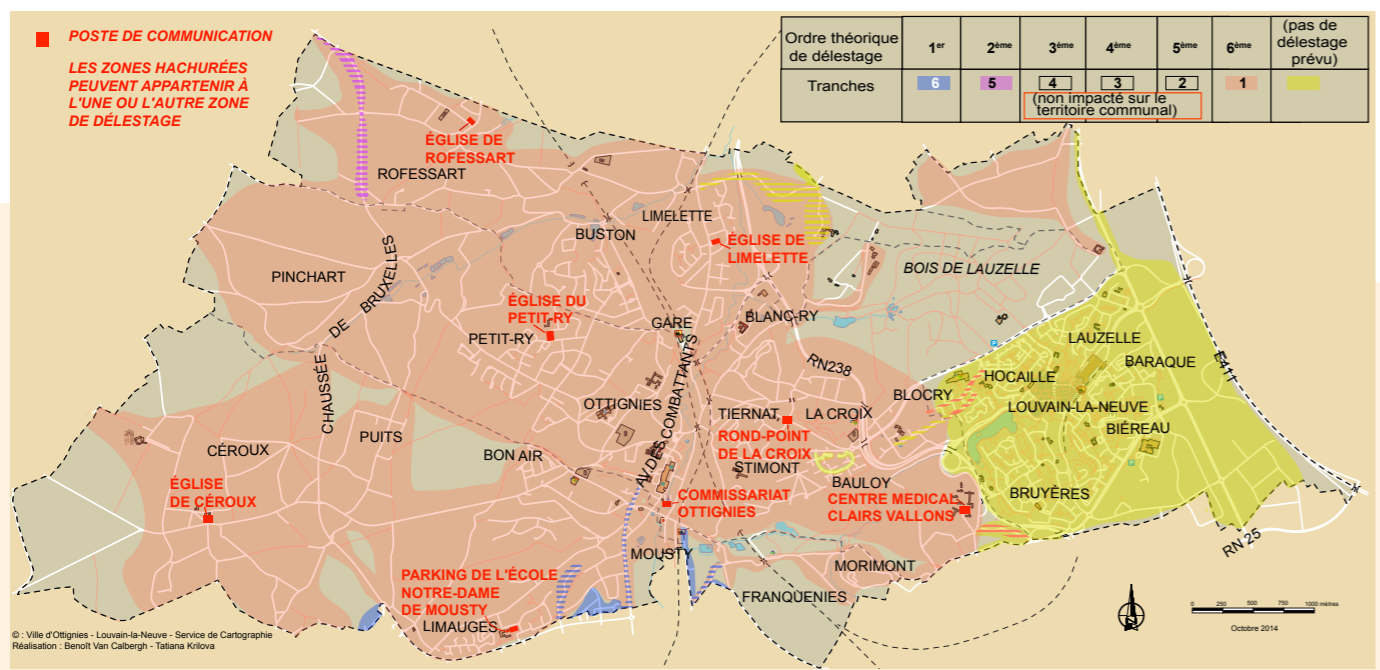 POSTE DE COMMUNICATION
LES ZONES HACHURÉES
PEUVENT APPARTENIR À
L'UNE OU L'AUTRE ZONE
DE DÉLESTAGE
Ordre théorique
de délestage
1er
2ème
3ème
4ème
5ème
6ème
(pas de
délestage
prévu)
Tranches
6
5
4
3
2
1
(non impacté sur le
territoire communal)
ÉGLISE DE
ROFESSART
ROFESSART
LIMELETTE
BUSTON
ÉGLISE DE
LIMELETTE
BOIS DE LAUZELLE
PINCHART
CHAUSSÉE DE BRUXELLES
ÉGLISE DU
PETIT-RY
PETIT-RY
GARE
BLANC-RY
LAUZELLE
BARAQUE
E411
RN238
HOCAILLE
BLOCRY
LOUVAIN-LA-NEUVE
BIÉREAU
OTTIGNIES
AV DES COMBATTANTS
TIERNAT
LA CROIX
ROND-POINT
DE LA CROIX
STIMONT
PUITS
CÉROUX
BON AIR
BAULOY
BRUYÈRES
ÉGLISE
DE CÉROUX
COMMISSARIAT
OTTIGNIES
CENTRE MEDICAL
CLAIRS VALLONS
RN 25
MOUSTY
MORIMONT
FRANQUENIES
PARKING DE L'ÉCOLE
NOTRE-DAME
DE MOUSTY
LIMAUGES
N
0 250 500 750 1000 mètres
Octobre 2014
© : Ville d'Ottignies - Louvain-la-Neuve - Service de Cartographie
Réalisation : Benoît Van Calbergh - Tatiana Krilova